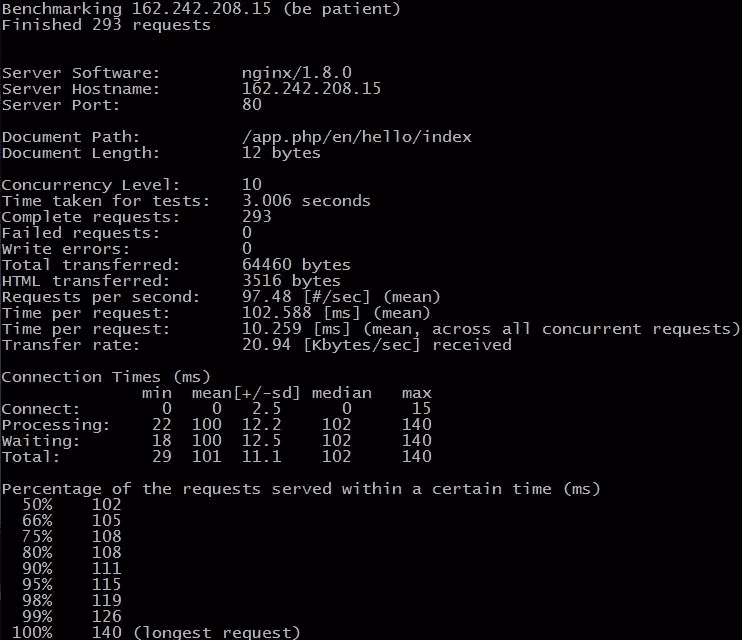 Benchmarking 162.242.208.15 (be patient)
Finished 293 requests
Server Software: nginx/1.8.0
Server Hostname: 162.242.208.15
Server Port: 80
Document Path: /app.php/en/hello/index
Document Length: 12 bytes
Concurrency Level: 10
Time taken for tests: 3.006 seconds
Complete requests: 293
Failed requests: 0
Write errors: 0
Total transferred: 64460 bytes
HTML transferred: 3516 bytes
Requests per second: 97.48 [#/sec] (mean)
Time per request: 102.588 [ms] (mean)
Time per request: 10.259 [ms] (mean, across all concurrent requests)
Transfer rate: 20.94 [Kbytes/sec] received
Connection Times (ms)
min mean[+/-sd] median max
Connect: 0 0 2.5 0 15
Processing: 22 100 12.2 102 140
Waiting: 18 100 12.5 102 140
Total: 29 101 11.1 102 140
Percentage of the requests served within a certain time (ms)
50% 102
66% 105
75% 108
80% 108
90% 111
95% 115
98% 119
99% 126
100% 140 (longest request)